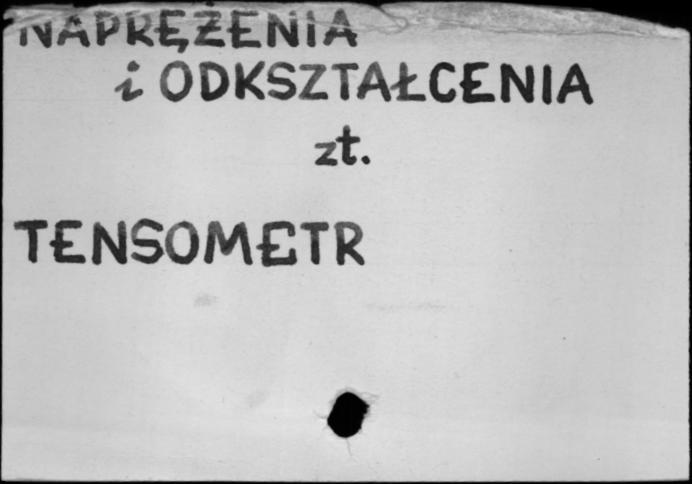 NAPRĘŻENIA
i ODKSZTAŁCENIA
zt.
TENSOMETR